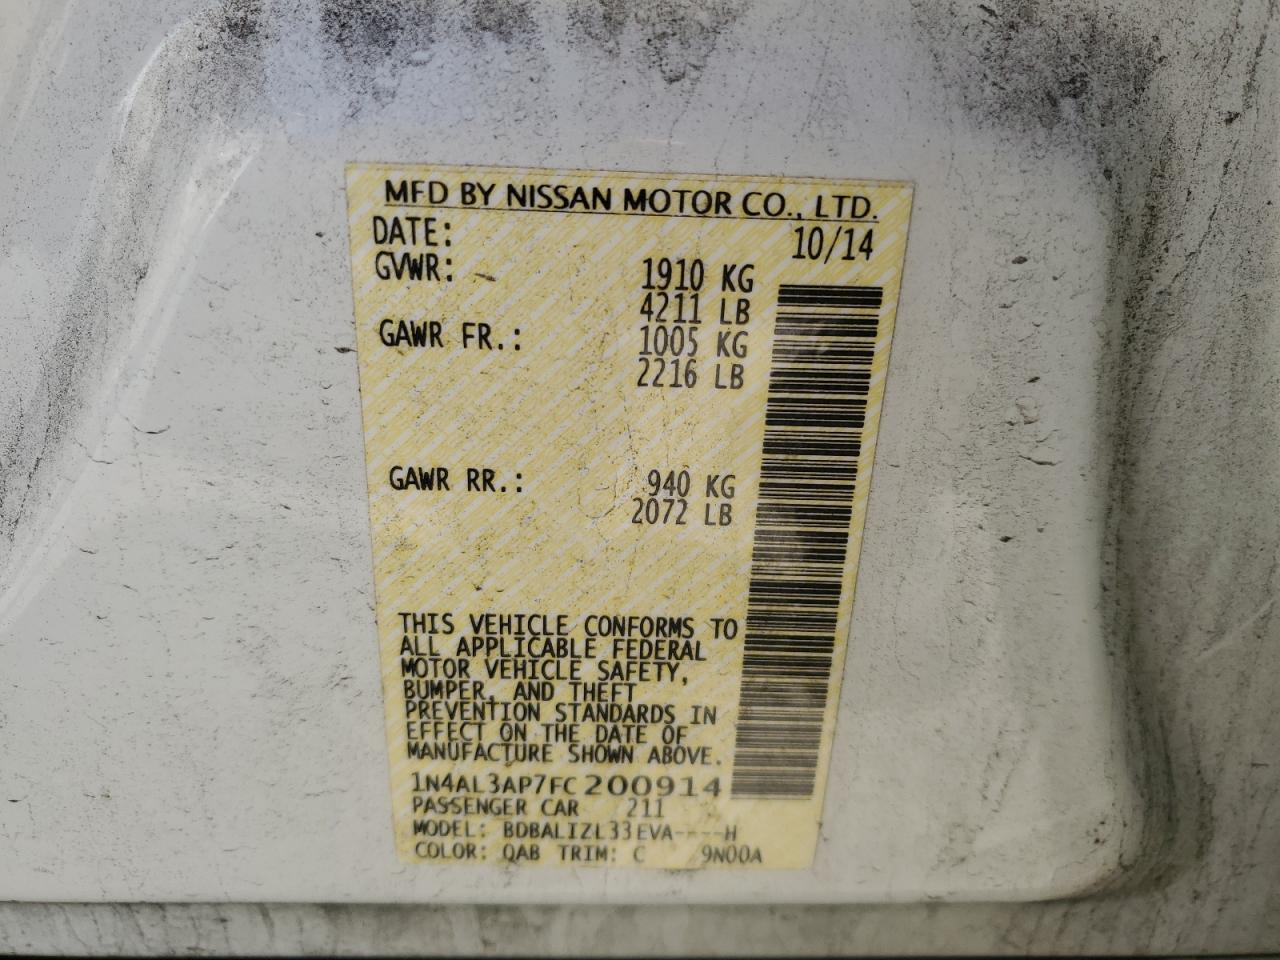 MFD BY NISSAN MOTOR CO., LTD.
DATE: 10/14
GVWR: 1910 KG
4211 LB
GAWR FR.: 1005 KG
2216 LB
GAWR RR.: 940 KG
2072 LB
THIS VEHICLE CONFORMS TO
ALL APPLICABLE FEDERAL
MOTOR VEHICLE SAFETY,
BUMPER, AND THEFT
PREVENTION STANDARDS IN
EFFECT ON THE DATE OF
MANUFACTURE SHOWN ABOVE.
1N4AL3AP7FC200914
PASSENGER CAR 211
MODEL: BDBALIZL33EVA----H
COLOR: QAB TRIM: C 9N00A